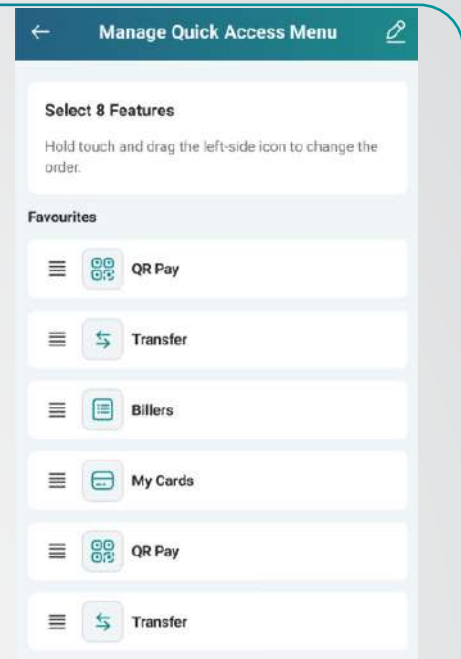 Manage Quick Access Menu
Select 8 Features
Hold touch and drag the left-side icon to change the
order.
Favourites
QR Pay
Transfer
Billers
My Cards
QR Pay
Transfer